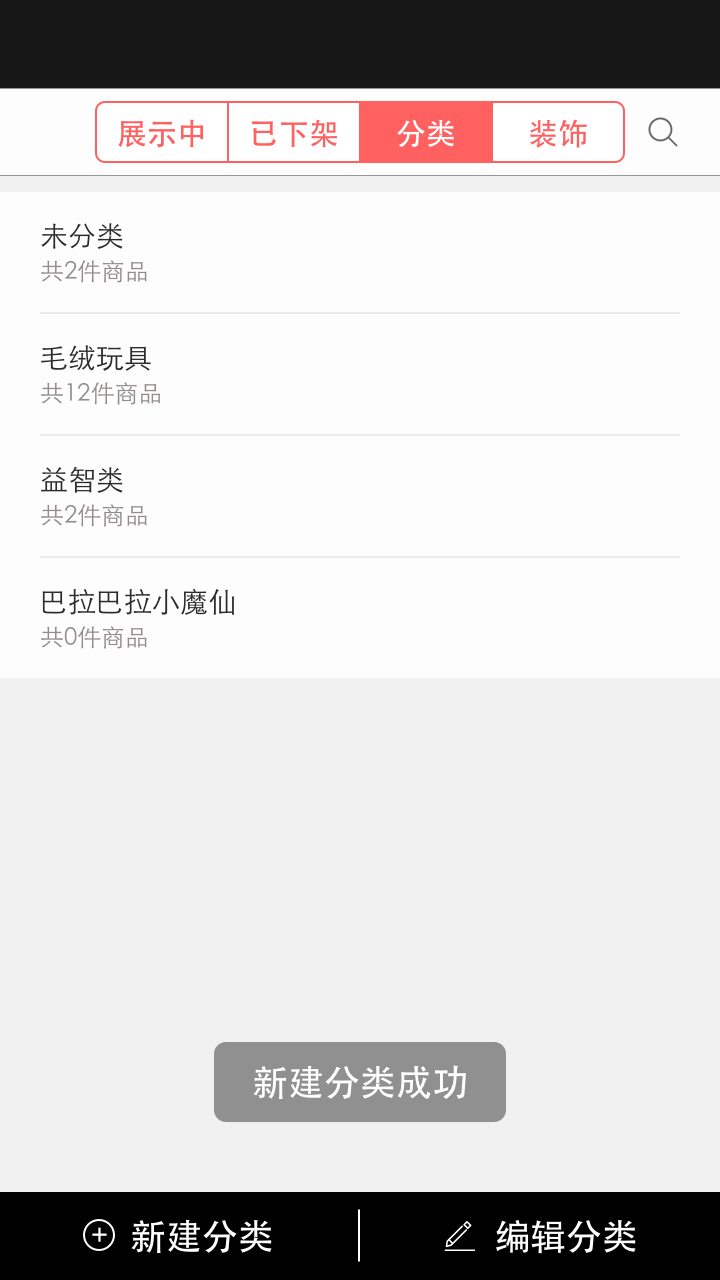 展示中 已下架 分类 装饰
未分类
共2件商品
毛绒玩具
共12件商品
益智类
共2件商品
巴拉巴拉小魔仙
共0件商品
新建分类成功
新建分类 编辑分类